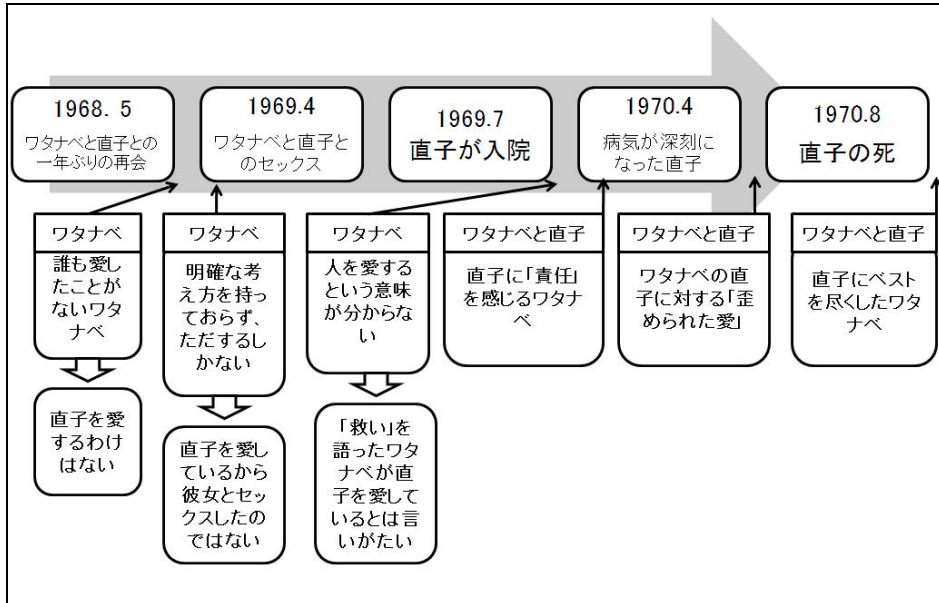 1968. 5
ワタナベと直子との
一年ぶりの再会
1969.4
ワタナベと直子と
のセックス
1969.7
直子が入院
1970.4
病気が深刻に
なった直子
1970.8
直子の死
ワタナベ
誰も愛し
たことが
ないワタ
ナベ
直子を愛
するわけ
はない
ワタナベ
明確な考
え方を持っ
ておらず、
ただするし
かない
直子を愛し
ているから
彼女とセッ
クスしたの
ではない
ワタナベ
人を愛する
という意味
が分からな
い
「救い」を
語ったワタ
ナベが直
子を愛して
いるとは言
いがたい
ワタナベと直子
直子に「責任」
を感じるワタナ
ベ
ワタナベと直子
ワタナベの直
子に対する「歪
められた愛」
ワタナベと直子
直子にベスト
を尽くしたワタ
ナベ